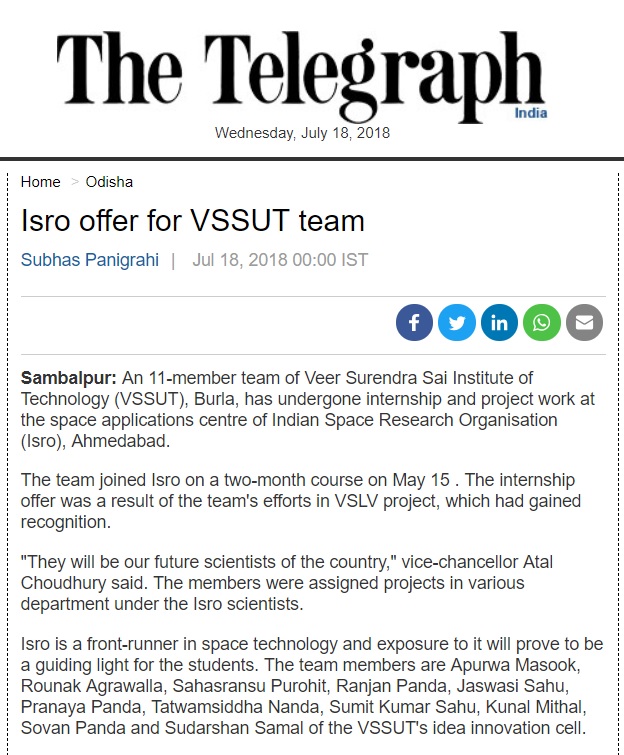 The Telegraph
India
Wednesday, July 18, 2018
Home > Odisha
Isro offer for VSSUT team
Subhas Panigrahi | Jul 18, 2018 00:00 IST
Sambalpur: An 11-member team of Veer Surendra Sai Institute of
Technology (VSSUT), Burla, has undergone internship and project work at
the space applications centre of Indian Space Research Organisation
(Isro), Ahmedabad.
The team joined Isro on a two-month course on May 15 . The internship
offer was a result of the team's efforts in VSLV project, which had gained
recognition.
"They will be our future scientists of the country," vice-chancellor Atal
Choudhury said. The members were assigned projects in various
department under the Isro scientists.
Isro is a front-runner in space technology and exposure to it will prove to be
a guiding light for the students. The team members are Apurwa Masook,
Rounak Agrawalla, Sahasransu Purohit, Ranjan Panda, Jaswasi Sahu,
Pranaya Panda, Tatwamsiddha Nanda, Sumit Kumar Sahu, Kunal Mithal,
Sovan Panda and Sudarshan Samal of the VSSUT's idea innovation cell.